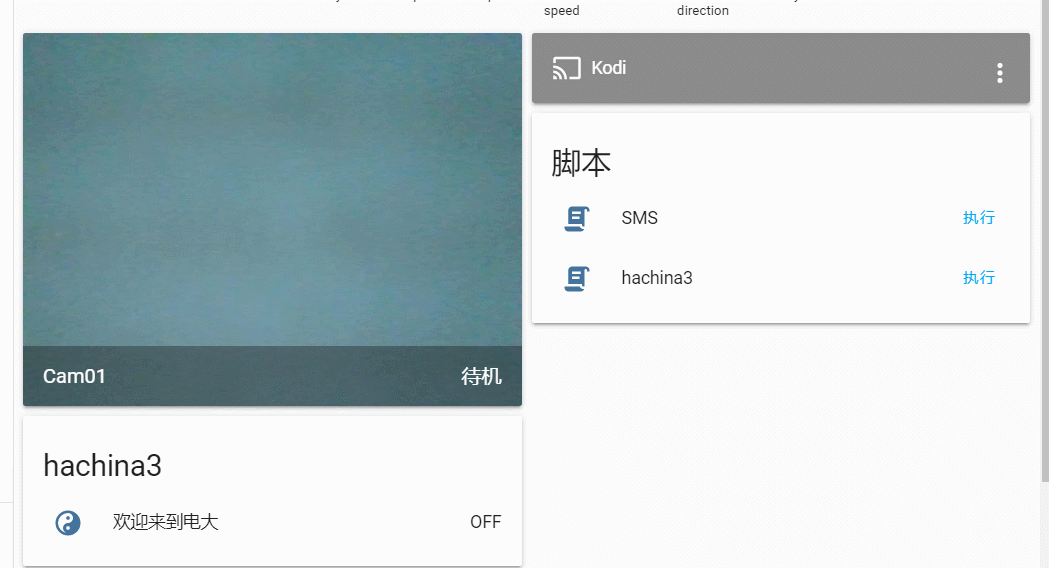 speed
direction
Cam01
待机
hachina3
欢迎来到电大
OFF
Kodi
脚本
SMS
执行
hachina3
执行